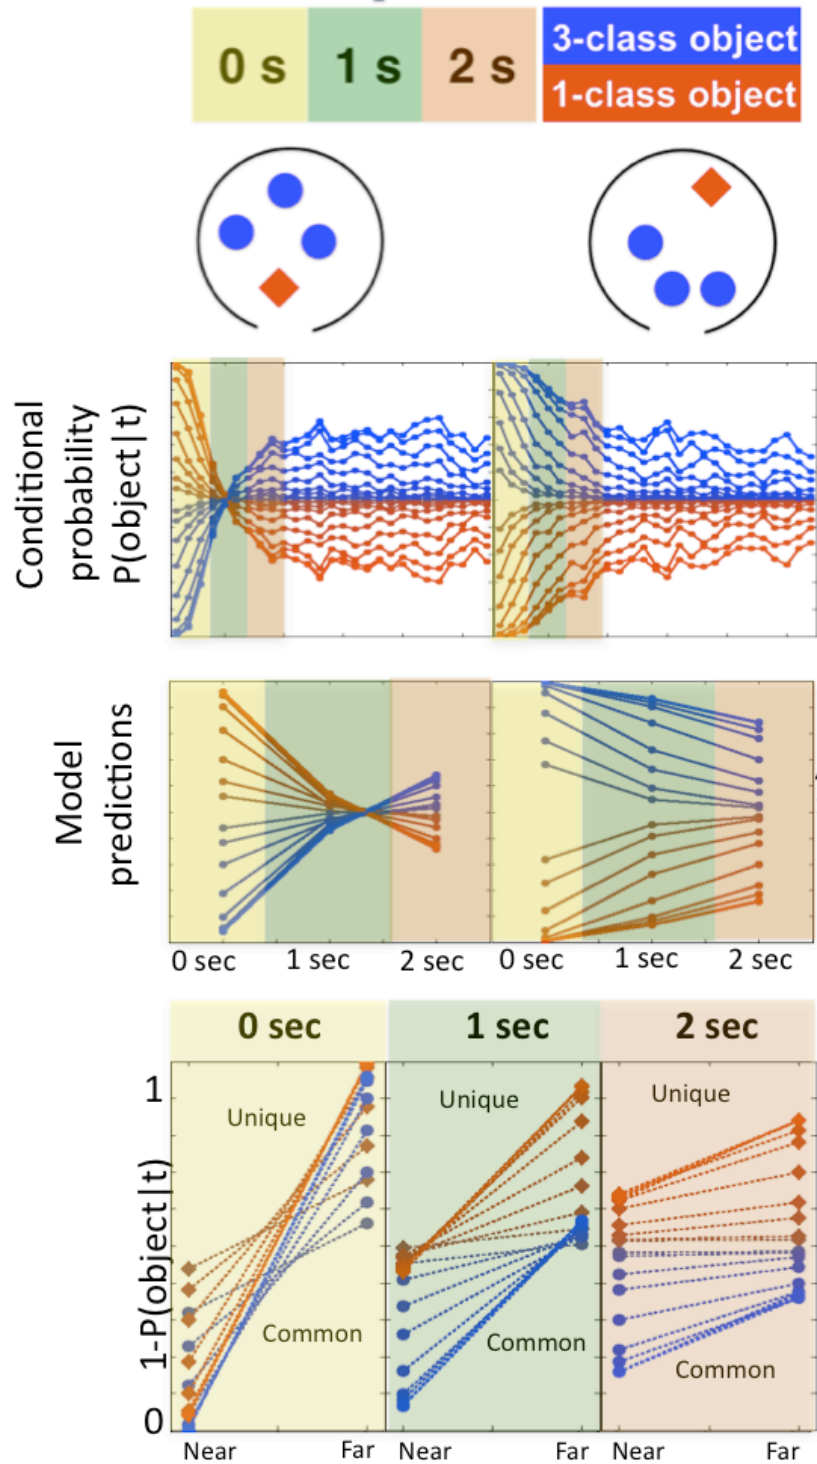 0 s 1 s 2 s
3-class object
1-class object
Conditional
probability
P(object|t)
Model
predictions
0 sec 1 sec 2 sec 0 sec 1 sec 2 sec
0 sec 1 sec 2 sec
1-P(object|t)
1
0
Unique
Common
Unique
Common
Unique
Common
Near Far Near Far Near Far